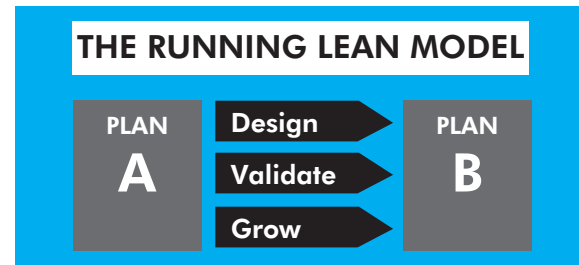 THE RUNNING LEAN MODEL
PLAN
A
Design
Validate
Grow
PLAN
B